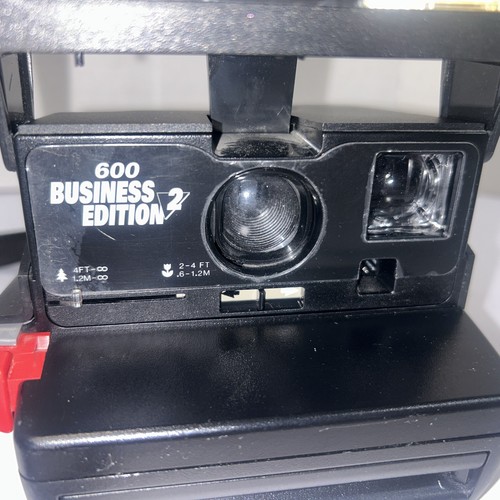 600
BUSINESS
EDITION 2
4FT-∞
1.2M-∞
2-4 FT
.6-1.2M